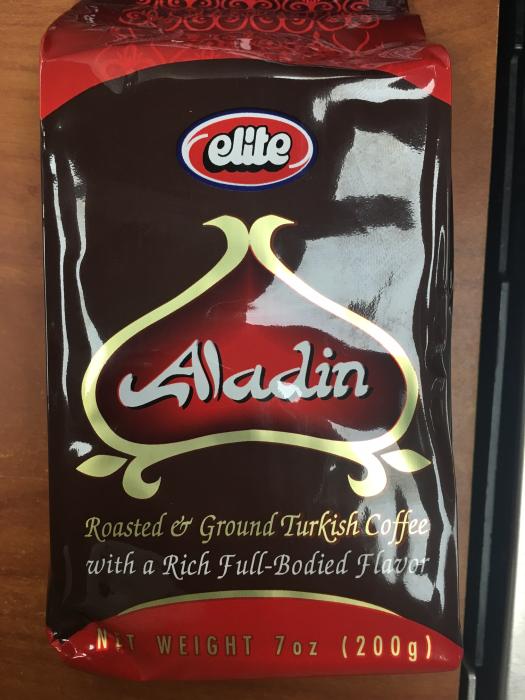 elite
Aladin
Roasted & Ground Turkish Coffee
with a Rich Full-Bodied Flavor
NET WEIGHT 7oz (200g)